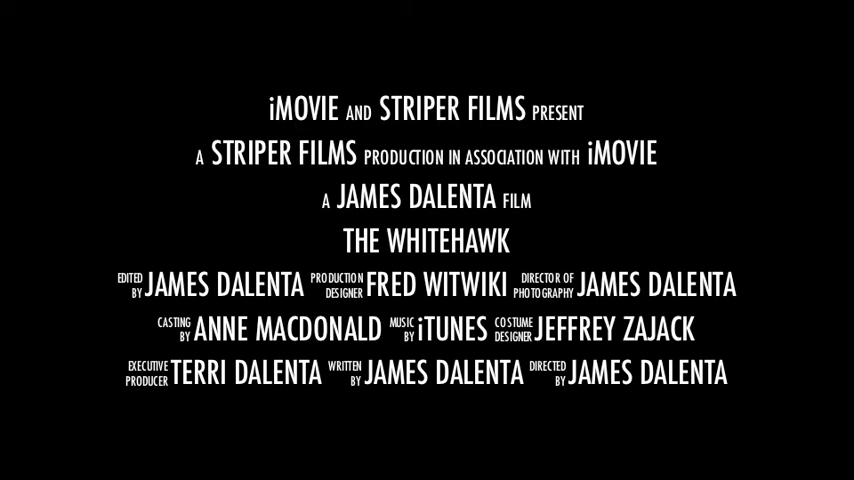 iMOVIE AND STRIPER FILMS PRESENT
A STRIPER FILMS PRODUCTION IN ASSOCIATION WITH iMOVIE
A JAMES DALENTA FILM
THE WHITEHAWK
EDITED BY JAMES DALENTA PRODUCTION DESIGNER FRED WITWIKI DIRECTOR OF PHOTOGRAPHY JAMES DALENTA
CASTING BY ANNE MACDONALD MUSIC BY iTUNES COSTUME DESIGNER JEFFREY ZAJACK
EXECUTIVE PRODUCER TERRI DALENTA WRITTEN BY JAMES DALENTA DIRECTED BY JAMES DALENTA